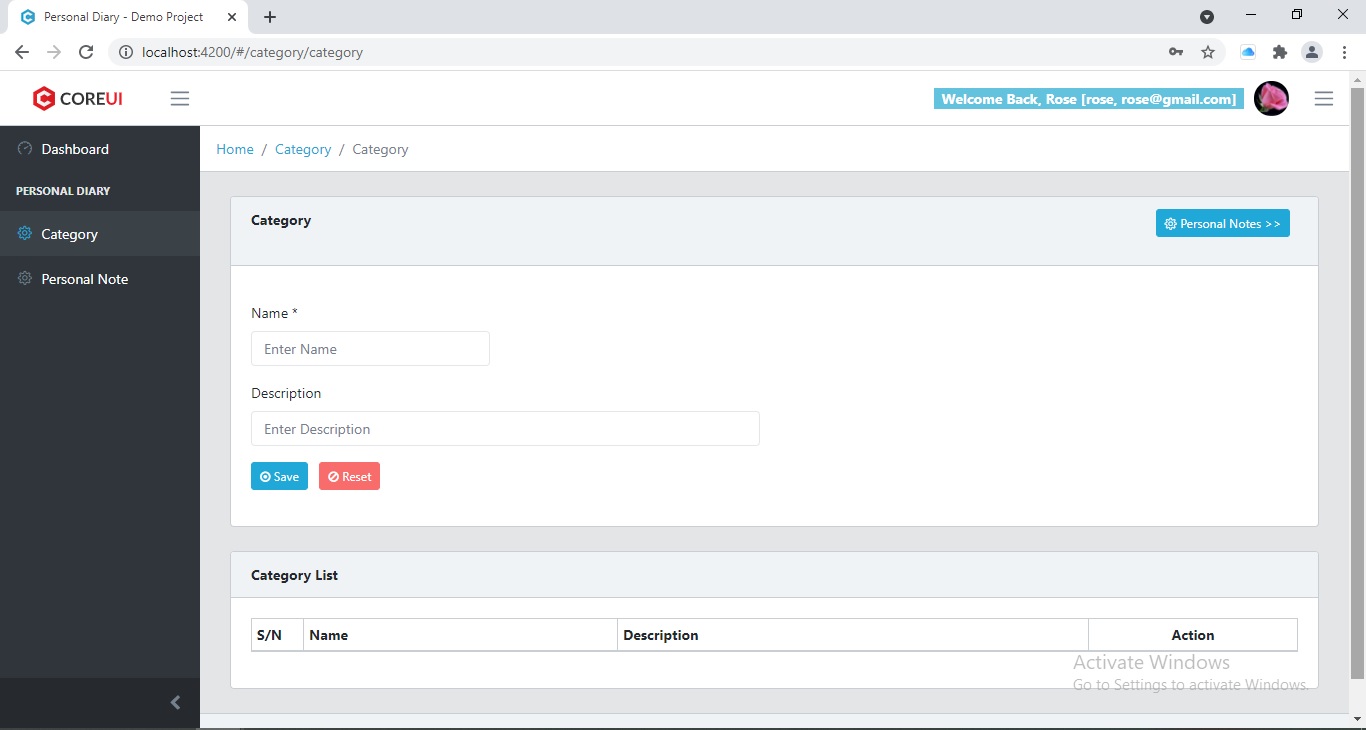 Personal Diary - Demo Project
localhost:4200/#/category/category
COREUI
Welcome Back, Rose [rose, rose@gmail.com]
Dashboard
PERSONAL DIARY
Category
Personal Note
Home / Category / Category
Category
Personal Notes >>
Name *
Enter Name
Description
Enter Description
Save
Reset
Category List
S/N Name Description Action
Activate Windows
Go to Settings to activate Windows.